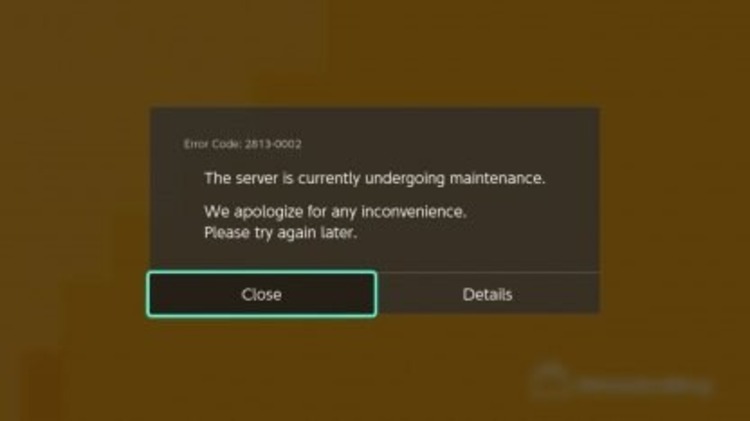 Error Code: 2813-0002
The server is currently undergoing maintenance.
We apologize for any inconvenience.
Please try again later.
Close
Details